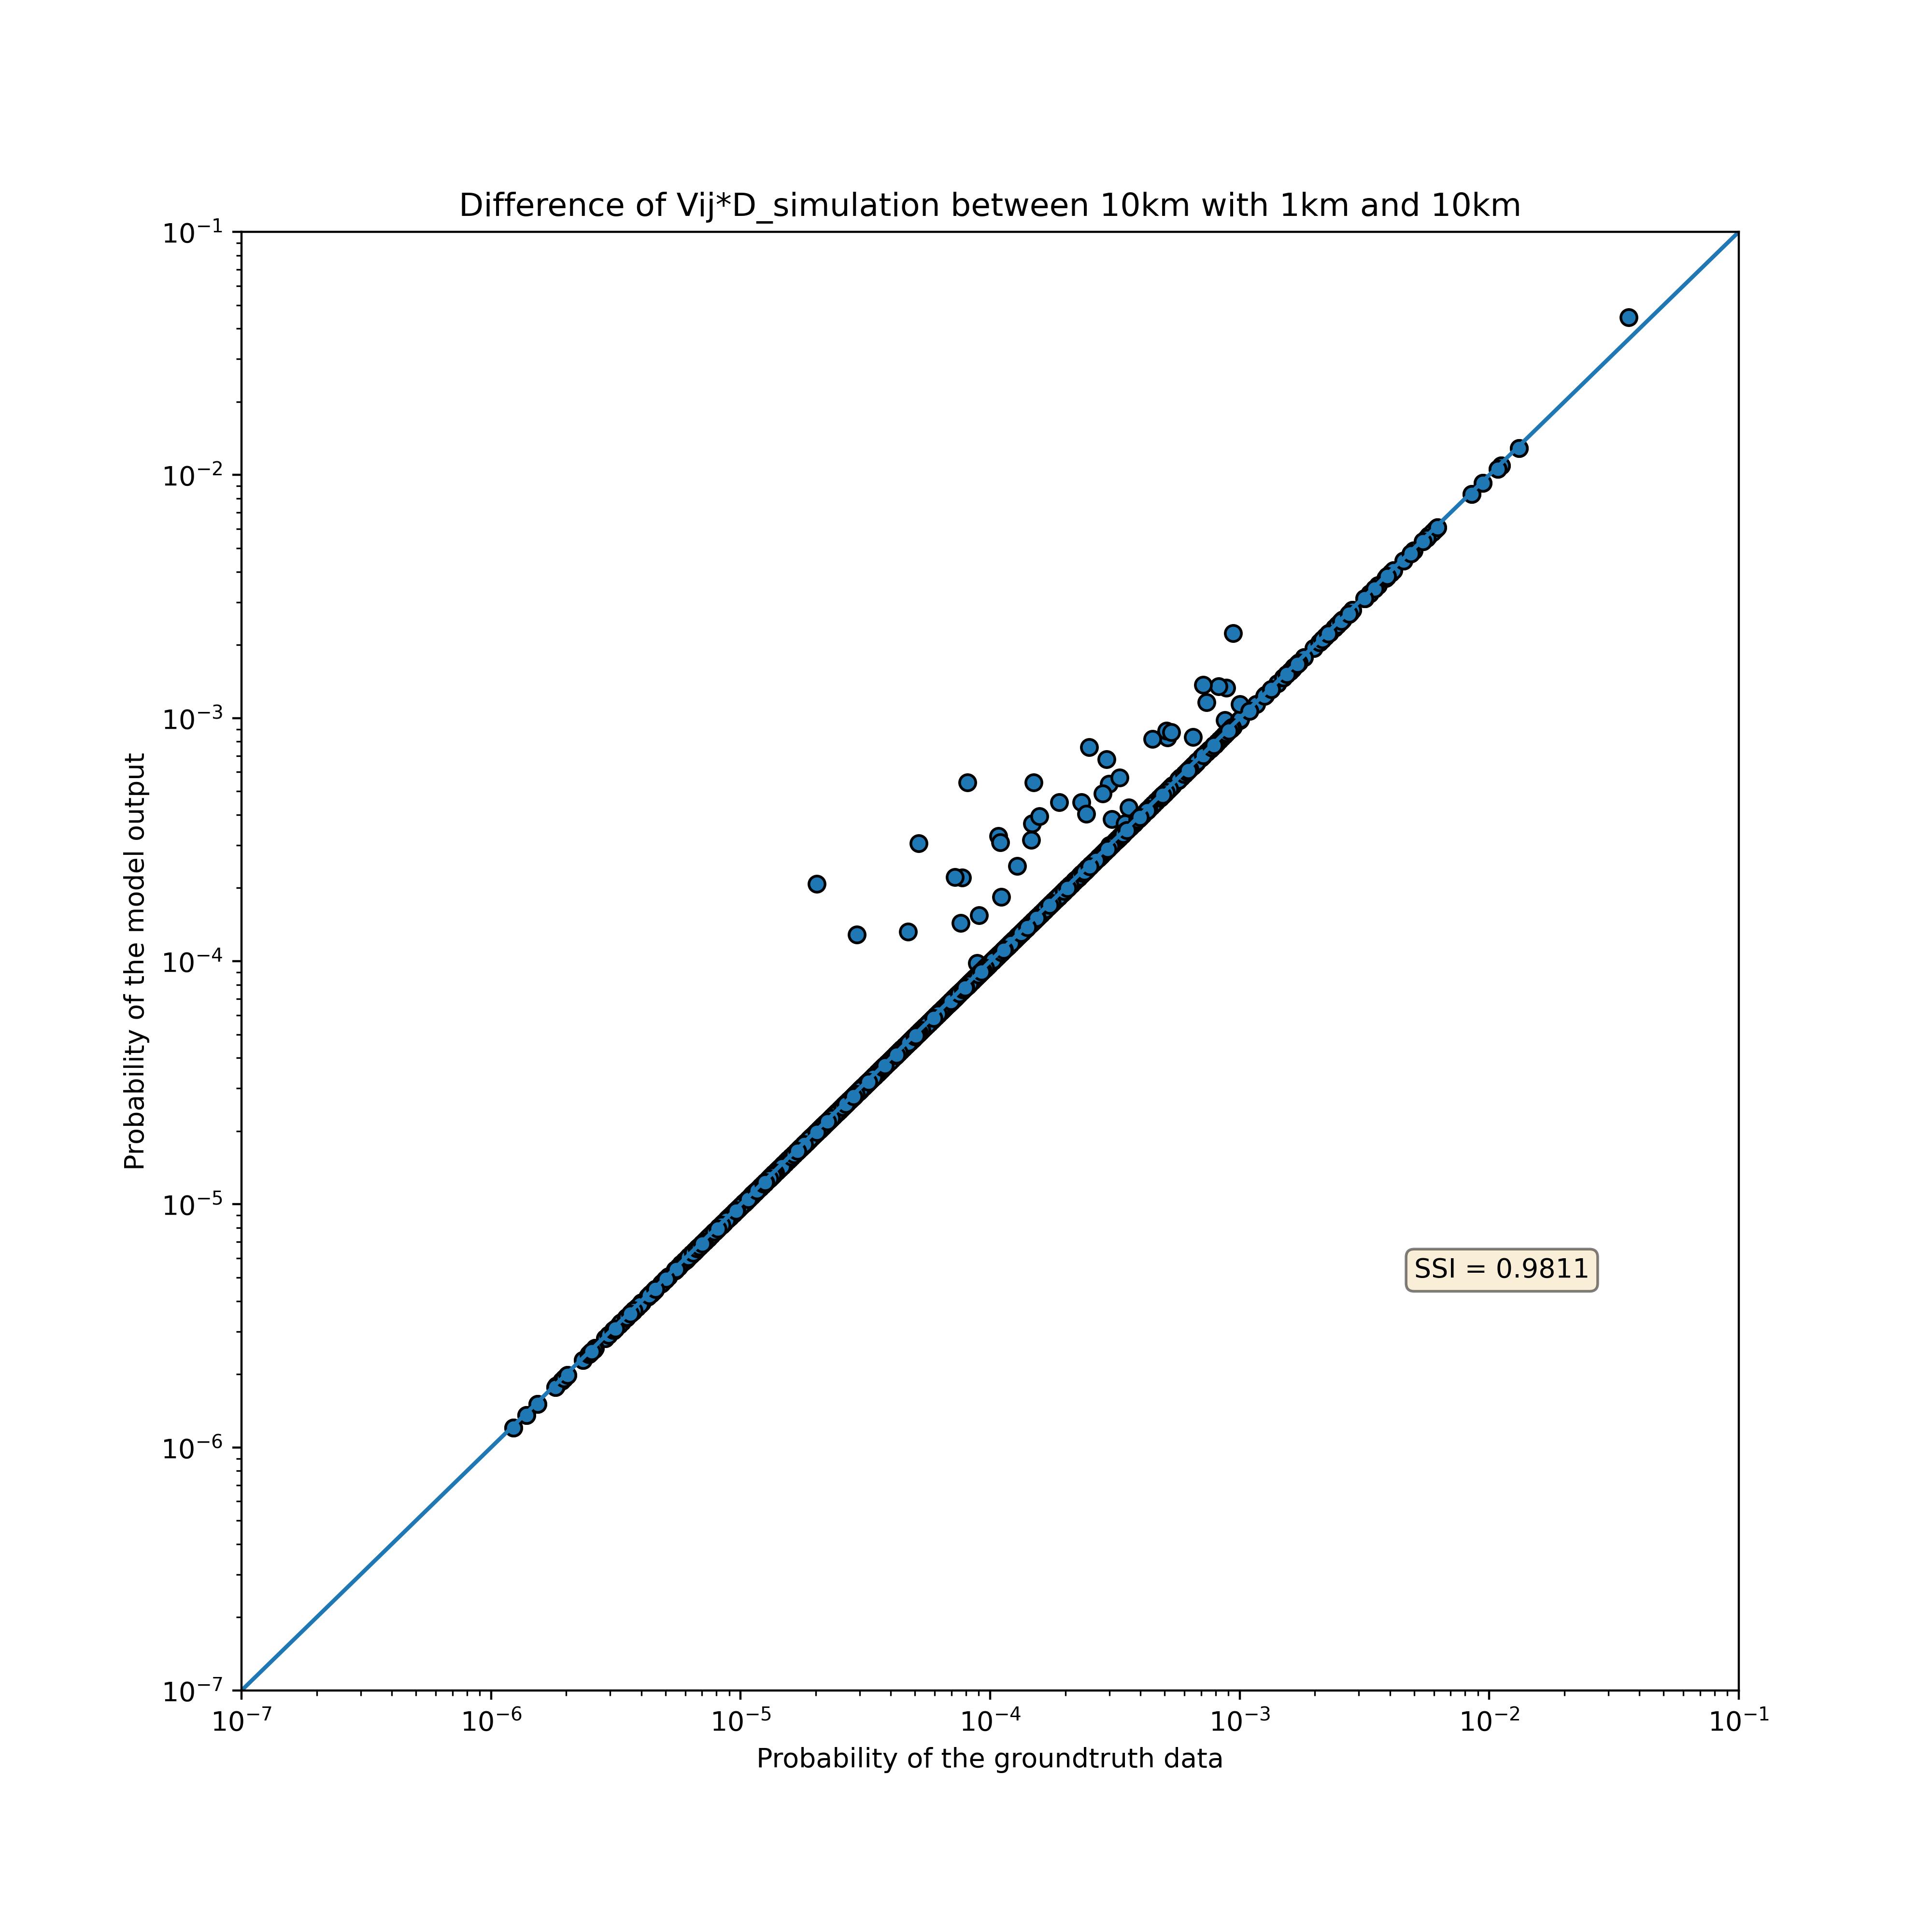 Difference of Vij*D_simulation between 10km with 1km and 10km
10⁻¹
10⁻²
10⁻³
10⁻⁴
10⁻⁵
10⁻⁶
10⁻⁷
Probability of the model output
SSI = 0.9811
10⁻⁷ 10⁻⁶ 10⁻⁵ 10⁻⁴ 10⁻³ 10⁻² 10⁻¹
Probability of the groundtruth data